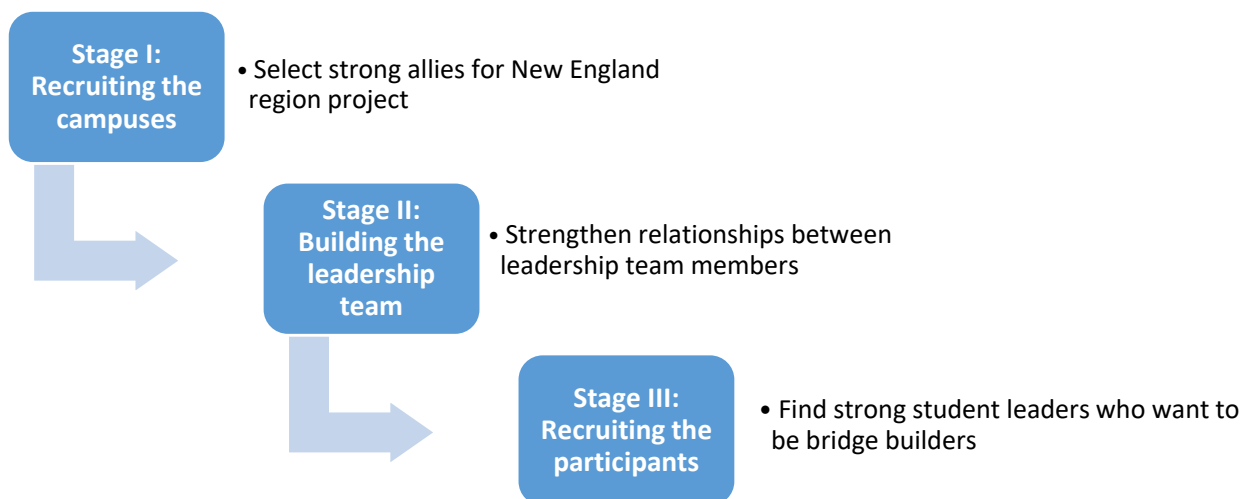 Stage I:
Recruiting the
campuses
• Select strong allies for New England
region project
Stage II:
Building the
leadership
team
• Strengthen relationships between
leadership team members
Stage III:
Recruiting the
participants
• Find strong student leaders who want to
be bridge builders